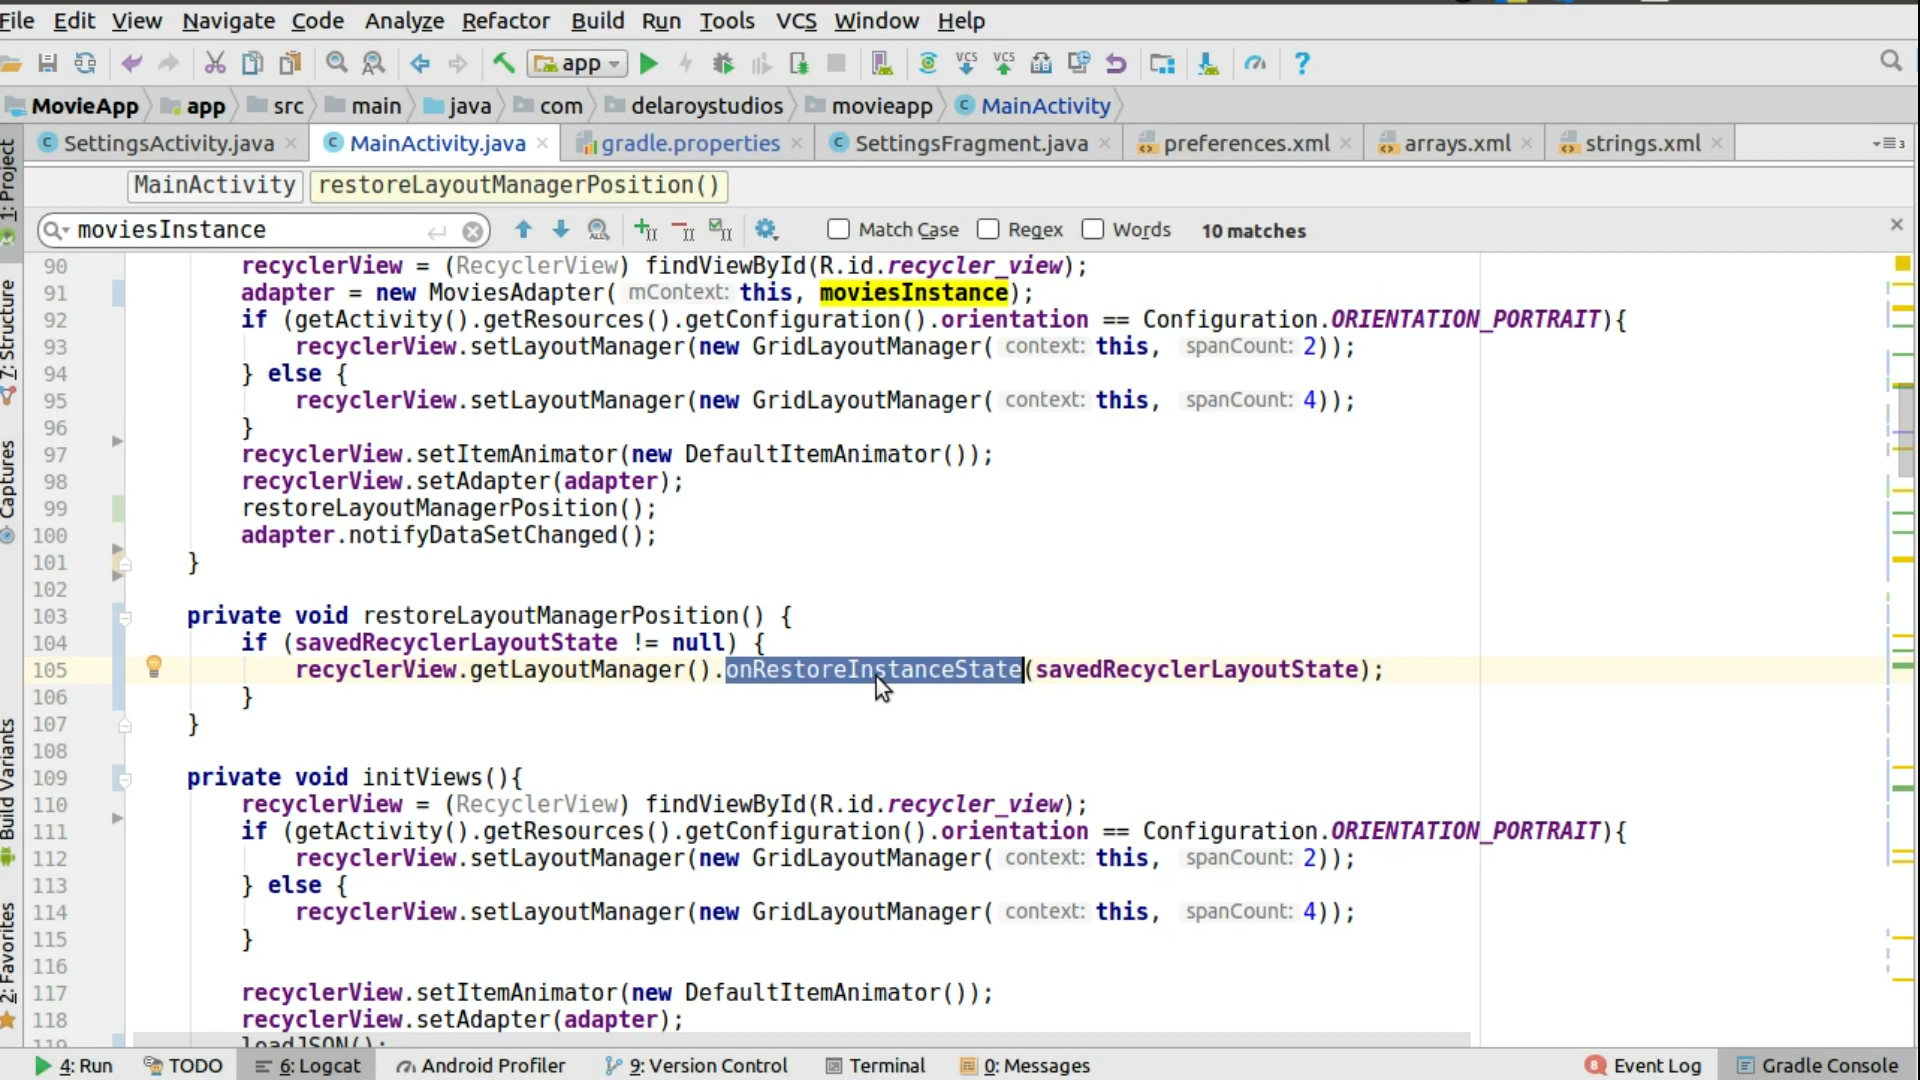 File Edit View Navigate Code Analyze Refactor Build Run Tools VCS Window Help
app VCS VCS ?
MovieApp app src main java com delaroystudios movieapp MainActivity
SettingsActivity.java MainActivity.java gradle.properties SettingsFragment.java preferences.xml arrays.xml strings.xml
MainActivity restoreLayoutManagerPosition()
moviesInstance Match Case Regex Words 10 matches
90 recyclerView = (RecyclerView) findViewById(R.id.recycler_view);
91 adapter = new MoviesAdapter( mContext: this, moviesInstance);
92 if (getActivity().getResources().getConfiguration().orientation == Configuration.ORIENTATION_PORTRAIT){
93 recyclerView.setLayoutManager(new GridLayoutManager( context: this, spanCount: 2));
94 } else {
95 recyclerView.setLayoutManager(new GridLayoutManager( context: this, spanCount: 4));
96 }
97 recyclerView.setItemAnimator(new DefaultItemAnimator());
98 recyclerView.setAdapter(adapter);
99 restoreLayoutManagerPosition();
100 adapter.notifyDataSetChanged();
101 }
102
103 private void restoreLayoutManagerPosition() {
104 if (savedRecyclerLayoutState != null) {
105 recyclerView.getLayoutManager().onRestoreInstanceState(savedRecyclerLayoutState);
106 }
107 }
108
109 private void initViews(){
110 recyclerView = (RecyclerView) findViewById(R.id.recycler_view);
111 if (getActivity().getResources().getConfiguration().orientation == Configuration.ORIENTATION_PORTRAIT){
112 recyclerView.setLayoutManager(new GridLayoutManager( context: this, spanCount: 2));
113 } else {
114 recyclerView.setLayoutManager(new GridLayoutManager( context: this, spanCount: 4));
115 }
116
117 recyclerView.setItemAnimator(new DefaultItemAnimator());
118 recyclerView.setAdapter(adapter);
119 loadJSON();
1: Project
7: Structure
Captures
Build Variants
2: Favorites
4: Run TODO 6: Logcat Android Profiler 9: Version Control Terminal 0: Messages 8 Event Log Gradle Console